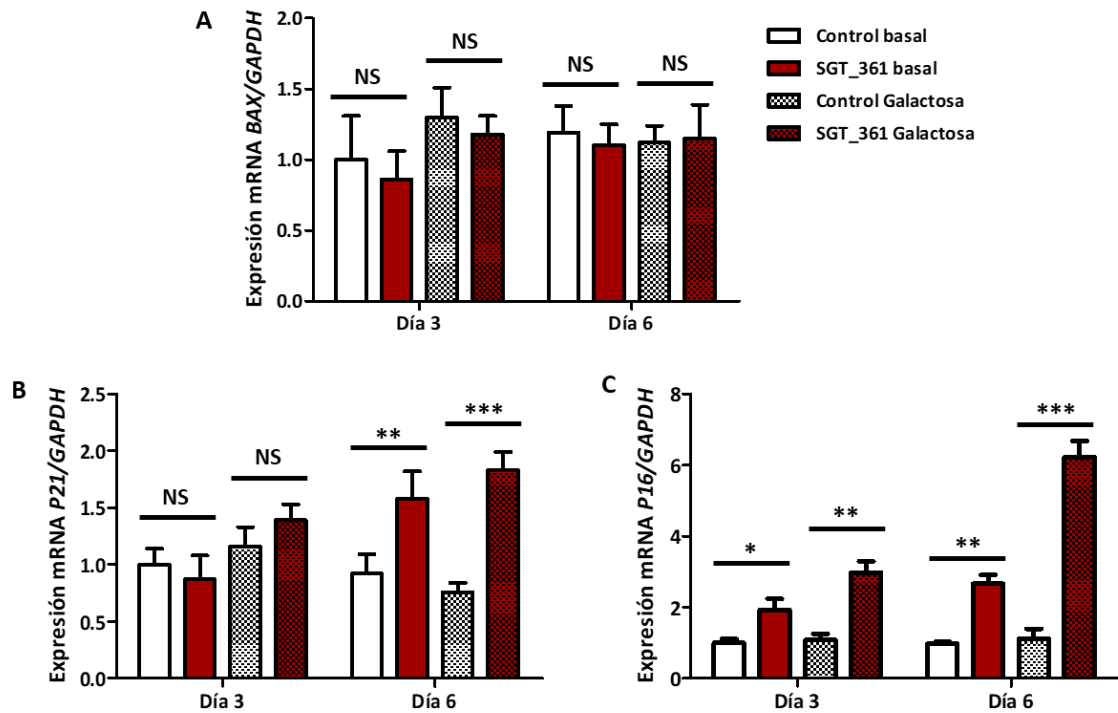 A
Expresión mRNA BAX/GAPDH
2.0
1.5
1.0
0.5
0.0
NS
NS
NS
NS
Día 3
Día 6
Control basal
SGT_361 basal
Control Galactosa
SGT_361 Galactosa
B
Expresión mRNA P21/GAPDH
2.5
2.0
1.5
1.0
0.5
0.0
NS
NS
**
***
Día 3
Día 6
C
Expresión mRNA P16/GAPDH
8
6
4
2
0
*
**
**
***
Día 3
Día 6